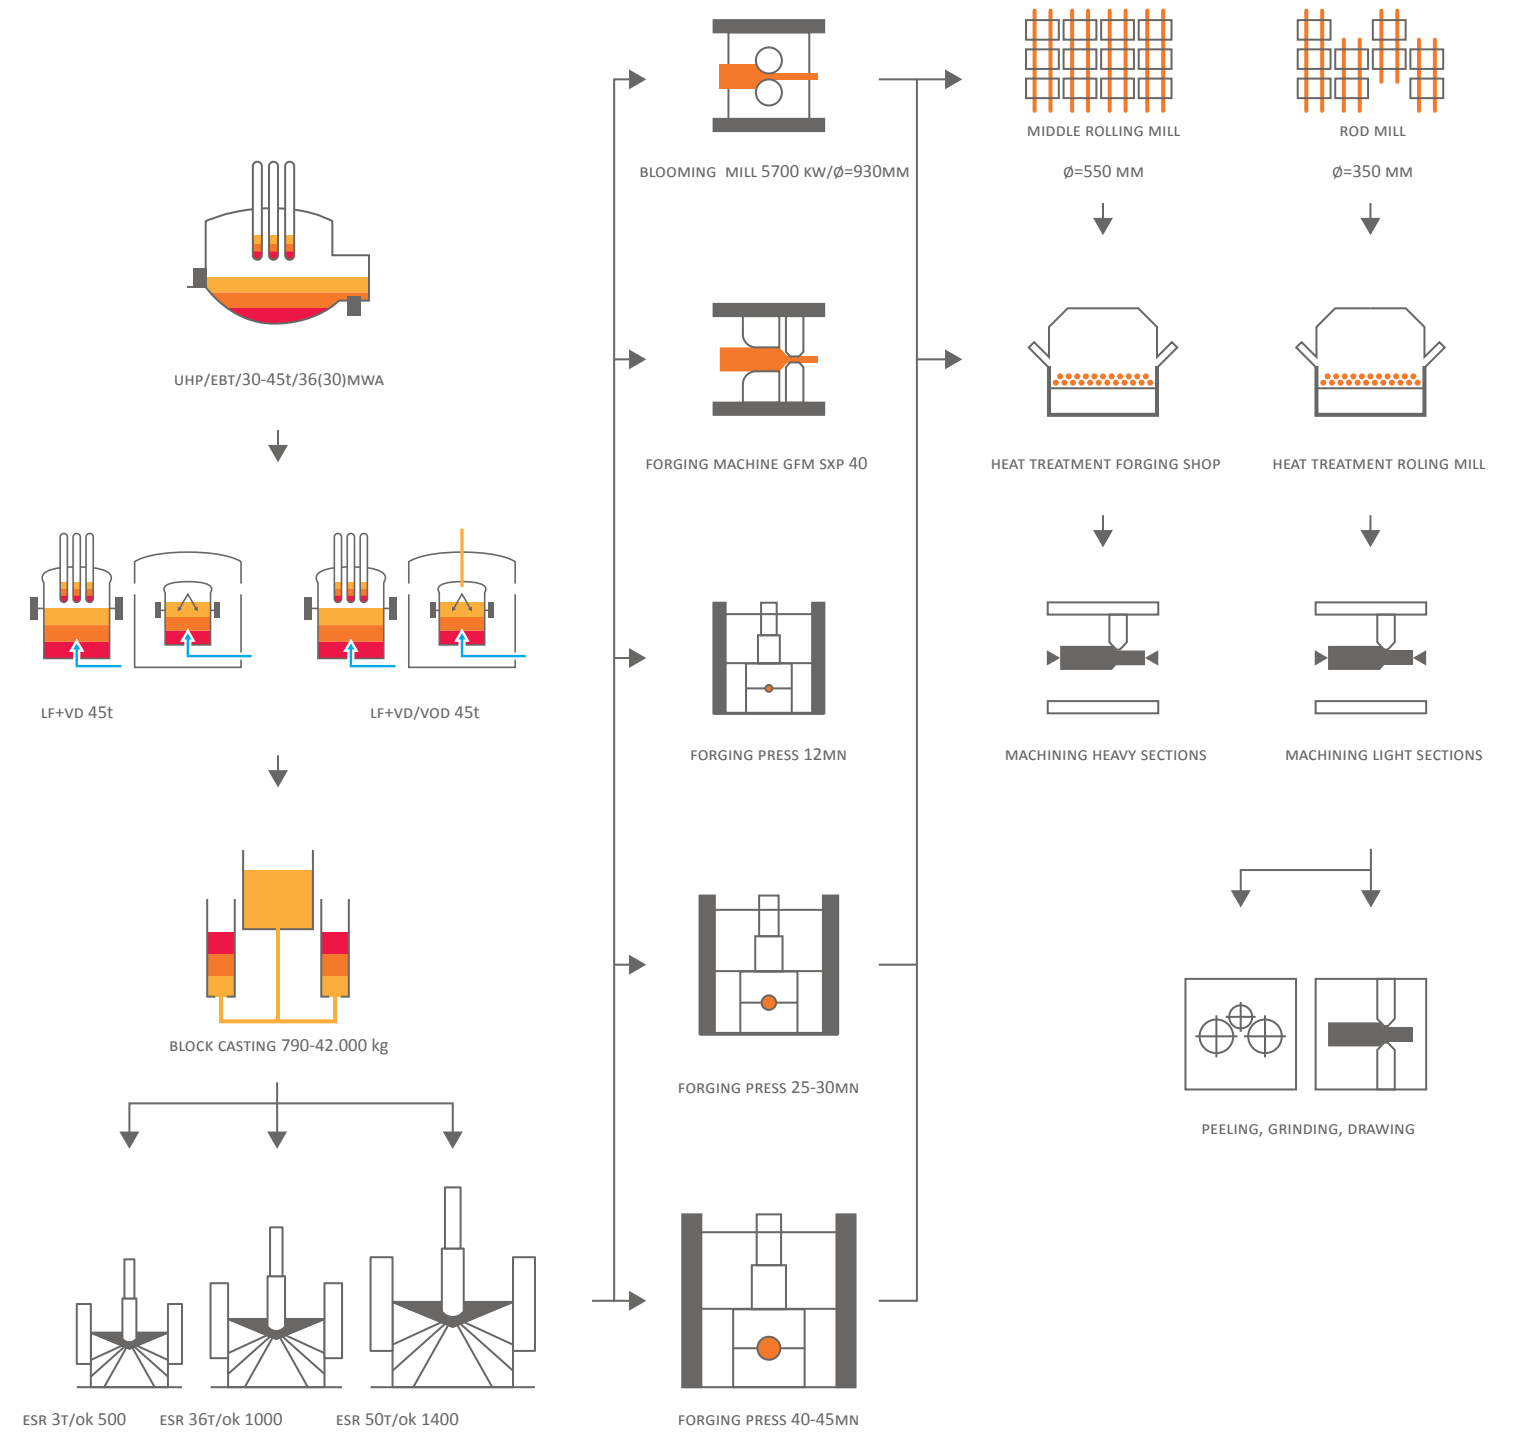 UHP/EBT/30-45t/36(30)MWA
LF+VD 45t
LF+VD/VOD 45t
BLOCK CASTING 790-42.000 kg
ESR 3T/ok 500
ESR 36T/ok 1000
ESR 50T/ok 1400
BLOOMING MILL 5700 KW/Ø=930MM
FORGING MACHINE GFM SXP 40
FORGING PRESS 12MN
FORGING PRESS 25-30MN
FORGING PRESS 40-45MN
MIDDLE ROLLING MILL
Ø=550 MM
HEAT TREATMENT FORGING SHOP
MACHINING HEAVY SECTIONS
ROD MILL
Ø=350 MM
HEAT TREATMENT ROLING MILL
MACHINING LIGHT SECTIONS
PEELING, GRINDING, DRAWING